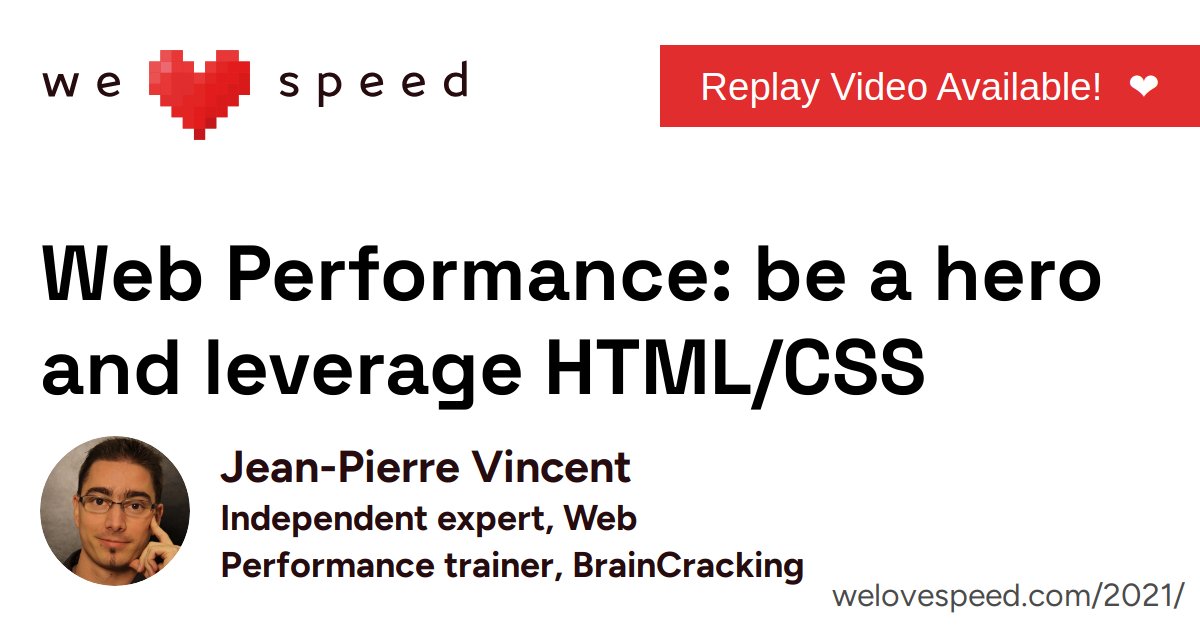 we ❤ speed
Replay Video Available! ❤
Web Performance: be a hero
and leverage HTML/CSS
Jean-Pierre Vincent
Independent expert, Web
Performance trainer, BrainCracking
welovespeed.com/2021/